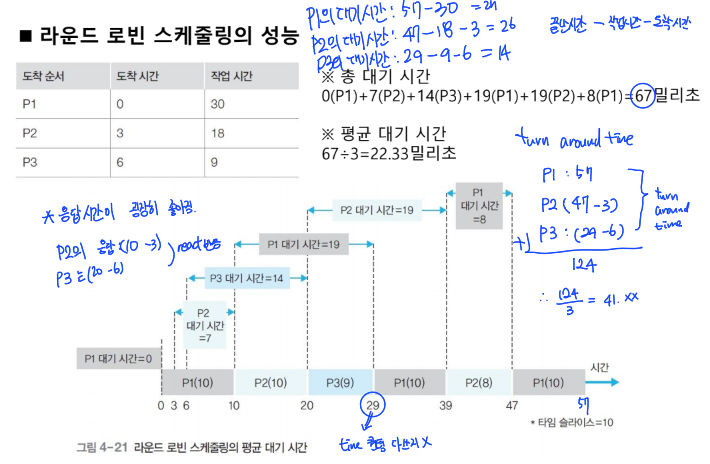 P1의 대기시간: 57-30 =27
P2의 대기시간: 47-18-3 = 26
P3의 대기시간: 29-9-6 = 14
끝난시간 - 작업시간 - 도착시간
■ 라운드 로빈 스케줄링의 성능
도착 순서 도착 시간 작업 시간
P1 0 30
P2 3 18
P3 6 9
※ 총 대기 시간
0(P1)+7(P2)+14(P3)+19(P1)+19(P2)+8(P1)=67밀리초
※ 평균 대기 시간
67÷3=22.33밀리초
turn around time
P1 : 57
P2 (47 -3)
P3 : (29 -6)
+
turn
around
time
124
∴ 124/3 = 41.xx
* 응답시간이 굉장히 좋아짐.
P2의 응답 (10 -3)
P3는 (20 -6)
P1
대기 시간
=8
P2 대기 시간=19
P1 대기 시간=19
P3 대기 시간=14
P2
대기 시간
=7
P1 대기 시간=0
시간
P1(10) P2(10) P3(9) P1(10) P2(8) P1(10)
0 3 6 10 20 29 39 47 57
* 타임 슬라이스=10
time 퀀텀 다쓰지 X
그림 4-21 라운드 로빈 스케줄링의 평균 대기 시간